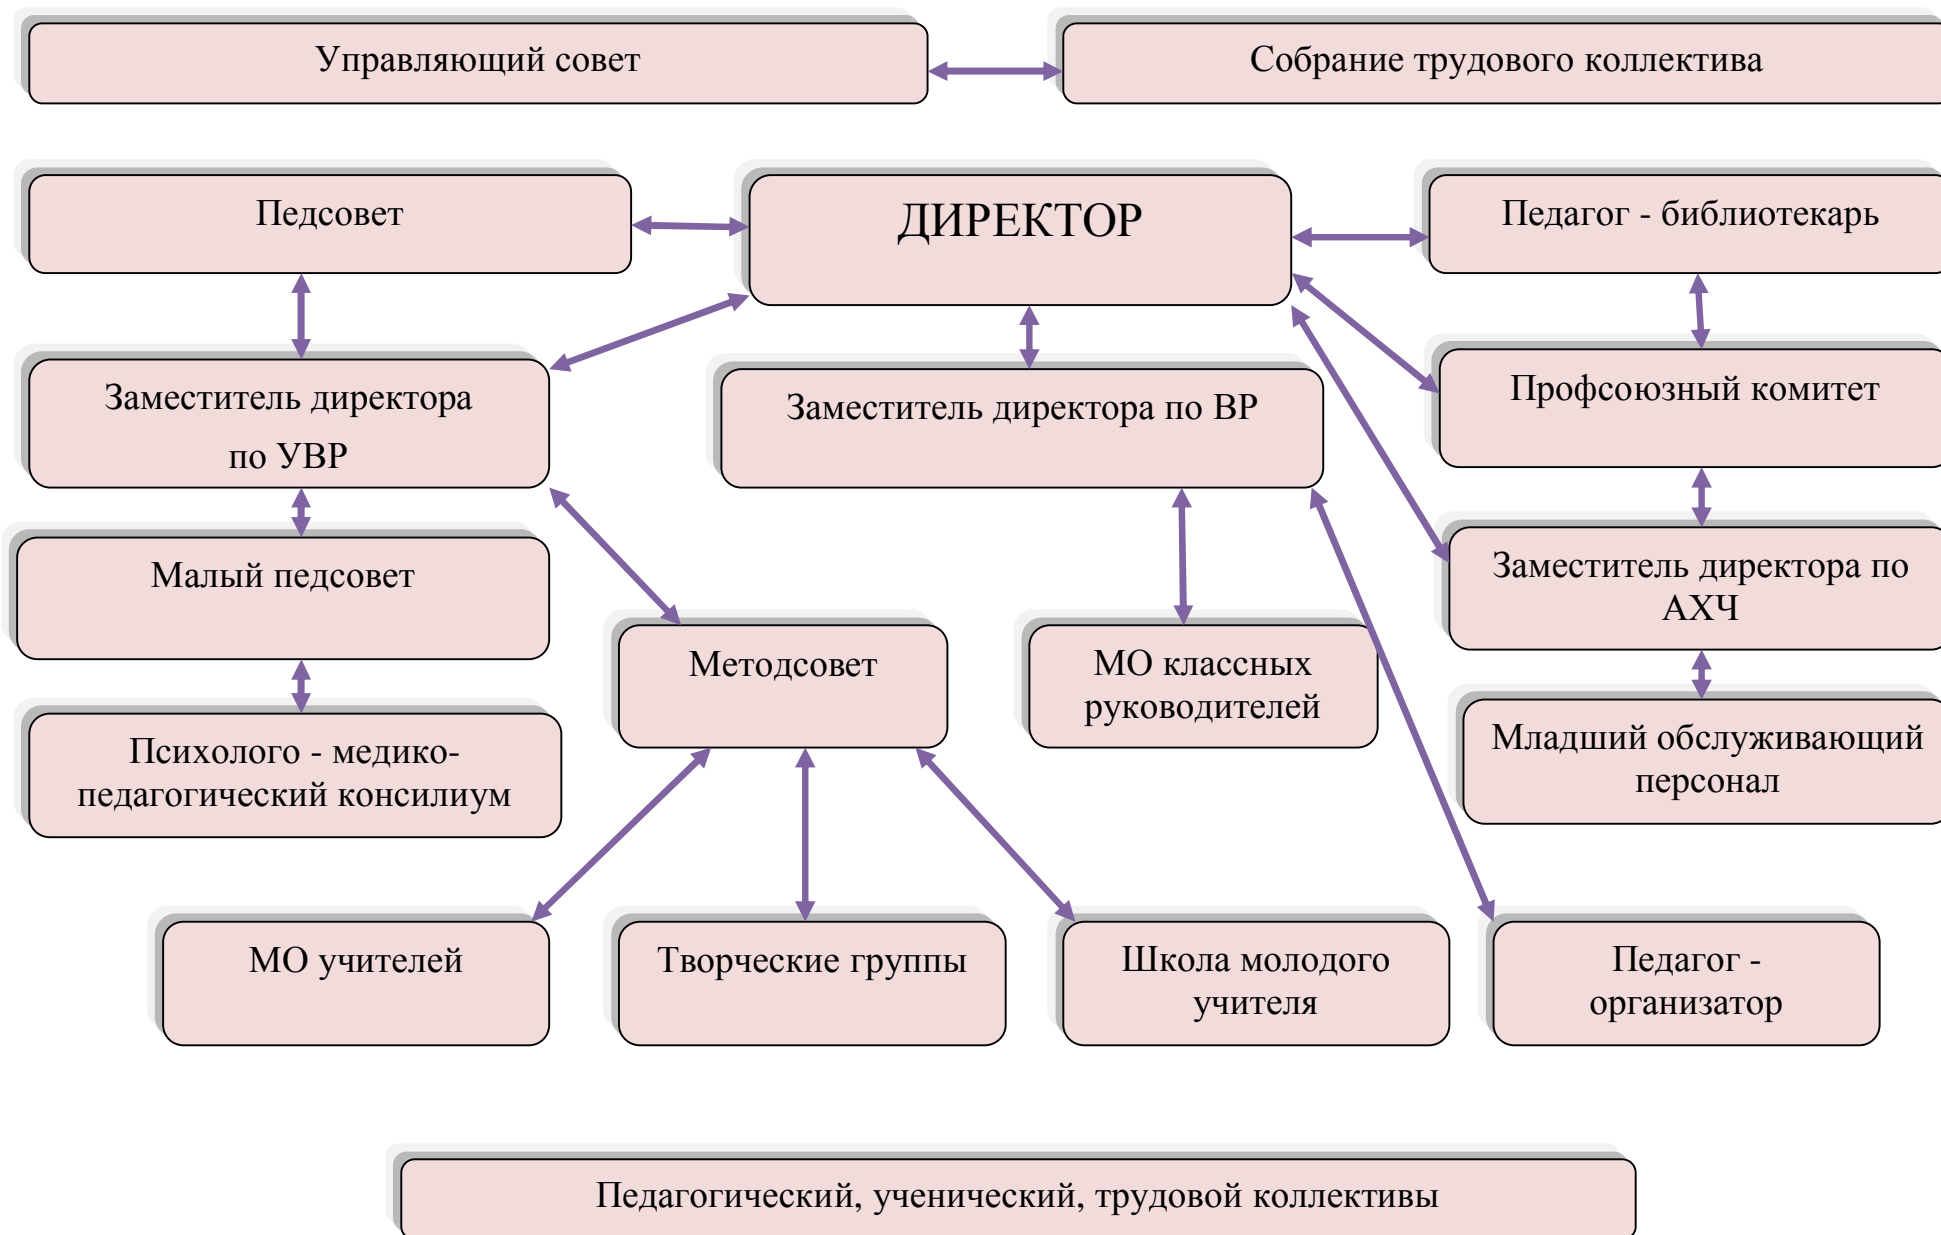 Управляющий совет
Собрание трудового коллектива
Педсовет
ДИРЕКТОР
Педагог - библиотекарь
Заместитель директора
по УВР
Заместитель директора по ВР
Профсоюзный комитет
Малый педсовет
Заместитель директора по
АХЧ
Методсовет
МО классных
руководителей
Психолого - медико-
педагогический консилиум
Младший обслуживающий
персонал
МО учителей
Творческие группы
Школа молодого
учителя
Педагог -
организатор
Педагогический, ученический, трудовой коллективы